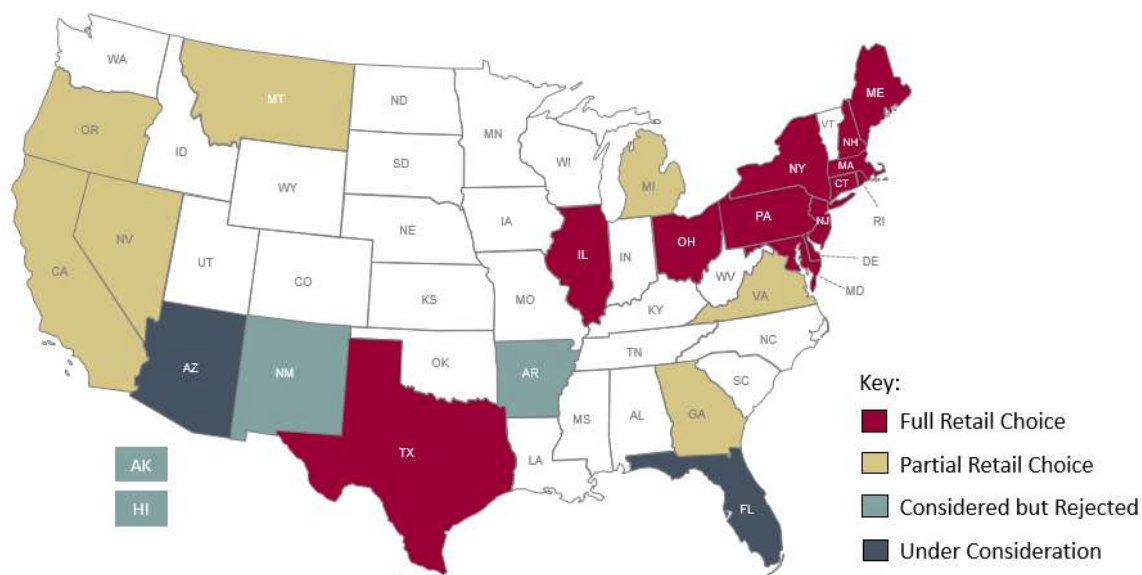 WA
MT
ND
MN
ME
VT
NH
OR
ID
SD
WI
NY
MA
CT
MI
WY
RI
IA
PA
NJ
NE
NV
OH
IL
IN
DE
UT
CA
CO
WV
MD
KS
MO
VA
KY
NC
TN
OK
AZ
NM
AR
SC
Key:
MS
AL
GA
Full Retail Choice
TX
LA
AK
Partial Retail Choice
HI
FL
Considered but Rejected
Under Consideration